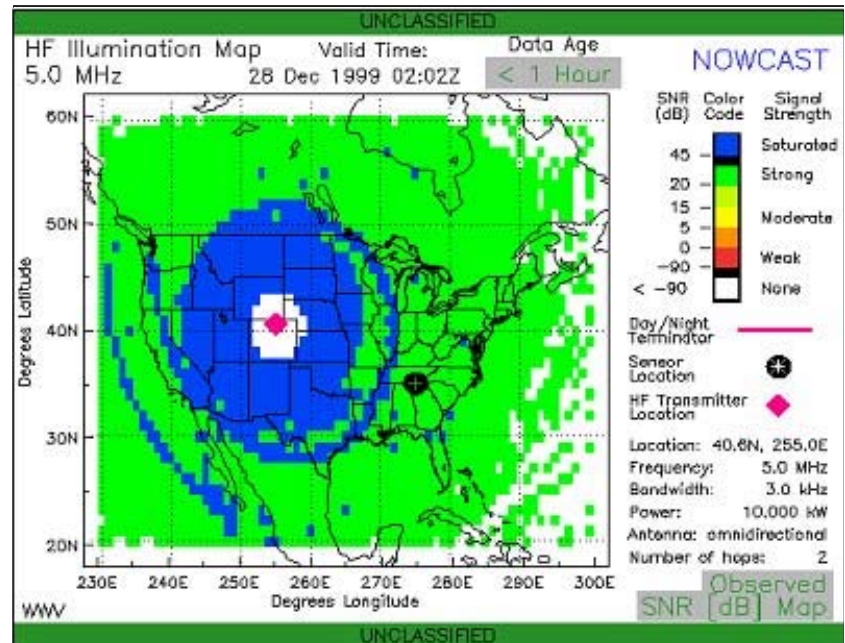 UNCLASSIFIED
HF Illumination Map
5.0 MHz
Valid Time:
28 Dec 1999 02:02Z
Data Age
< 1 Hour
NOWCAST
SNR (dB)
Color Code
Signal Strength
45
20
15
5
0
-90
< -90
Saturated
Strong
Moderate
Weak
None
Day/Night
Terminator
Sensor
Location
HF Transmitter
Location
Location: 40.6N, 255.0E
Frequency: 5.0 MHz
Bandwidth: 3.0 kHz
Power: 10.000 kW
Antenna: omnidirectional
Number of hops: 2
Observed
SNR [dB] Map
60N
50N
40N
30N
20N
Degrees Latitude
230E 240E 250E 260E 270E 280E 290E 300E
Degrees Longitude
WWV
UNCLASSIFIED